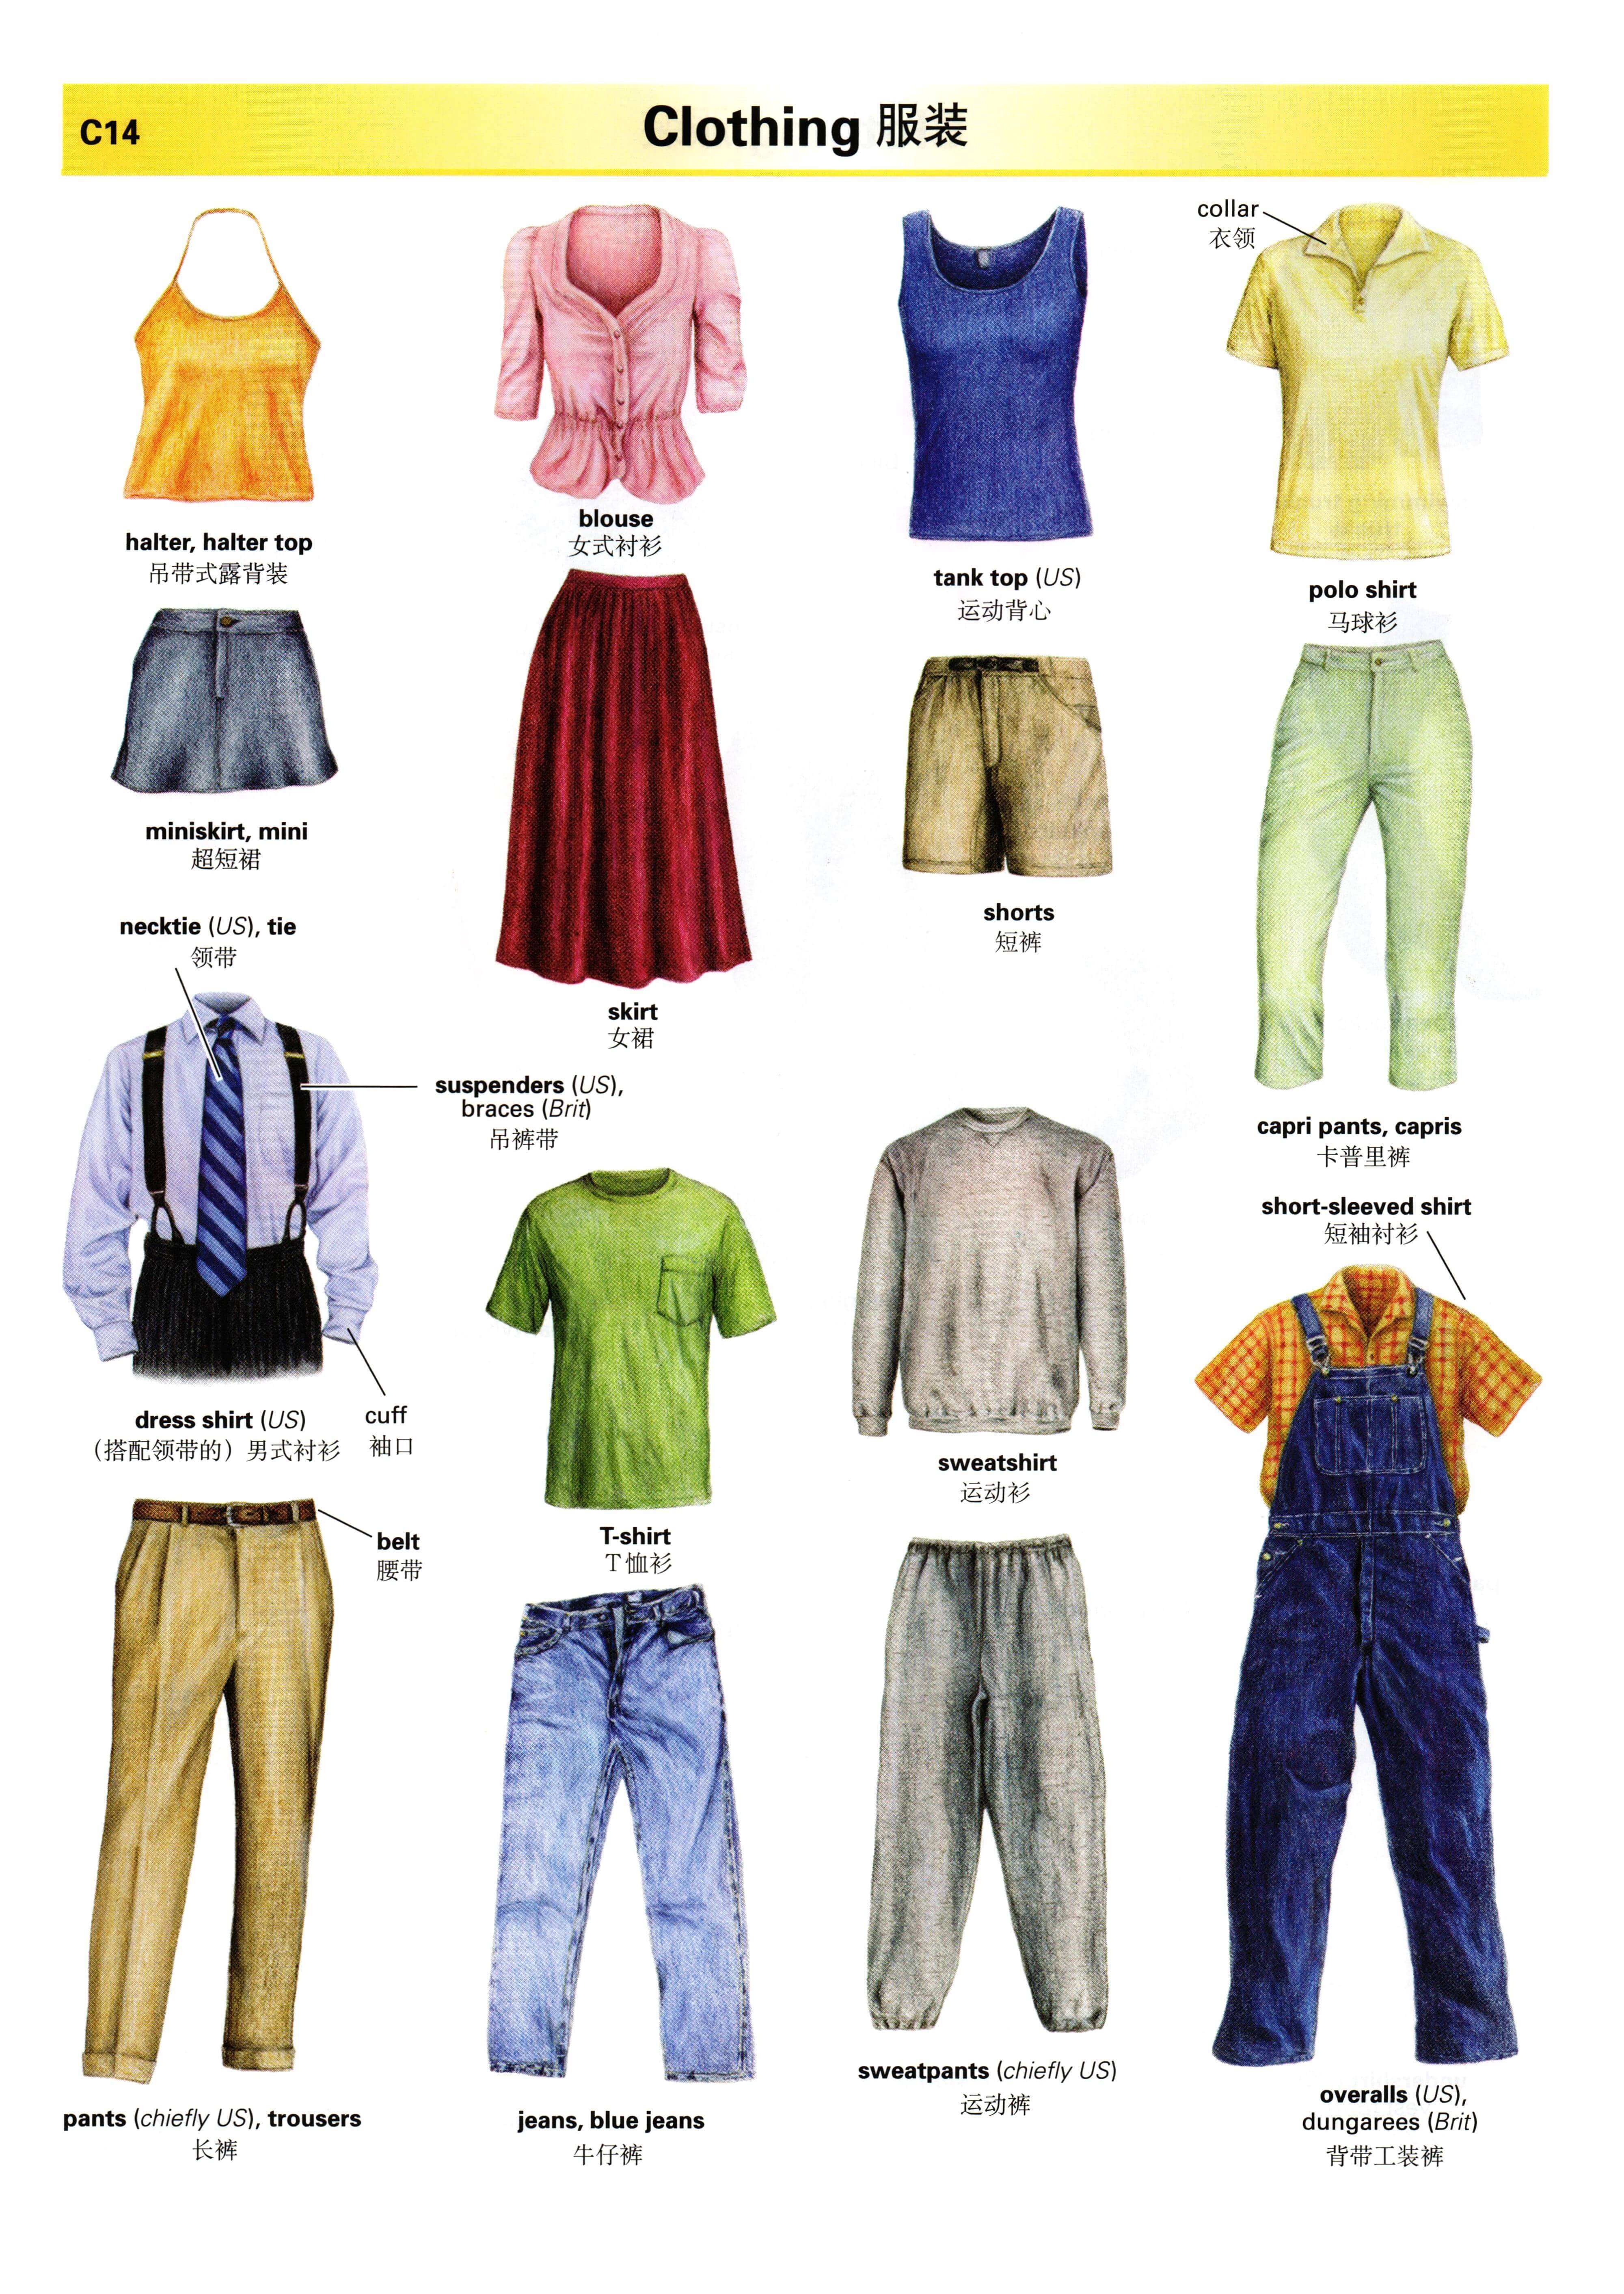 C14
Clothing 服装
halter, halter top
吊带式露背装
blouse
女式衬衫
tank top (US)
运动背心
collar
衣领
polo shirt
马球衫
miniskirt, mini
超短裙
skirt
女裙
shorts
短裤
capri pants, capris
卡普里裤
necktie (US), tie
领带
suspenders (US),
braces (Brit)
吊裤带
dress shirt (US)
（搭配领带的）男式衬衫
cuff
袖口
T-shirt
T恤衫
sweatshirt
运动衫
short-sleeved shirt
短袖衬衫
belt
腰带
pants (chiefly US), trousers
长裤
jeans, blue jeans
牛仔裤
sweatpants (chiefly US)
运动裤
overalls (US),
dungarees (Brit)
背带工装裤